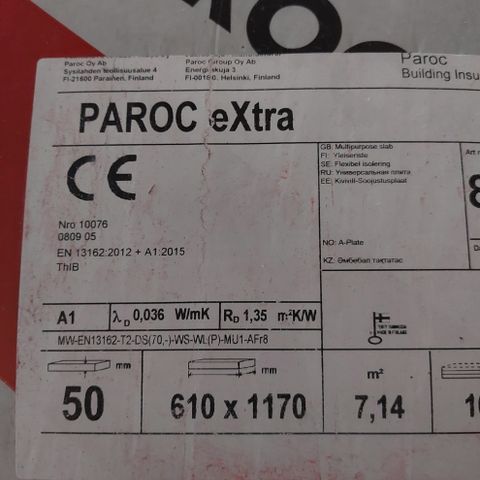 Paroc Oy Ab
Sysilahden teollisuusalue 4
FI-21600 Parainen, Finland
Paroc Group Oy Ab
Energiakuja 3
FI-00180, Helsinki, Finland
Paroc
Building Insu
PAROC eXtra
CE
GB: Multipurpose slab
FI: Yleiseriste
SE: Flexibel isolering
RU: Универсальная плита
EE: Kivivill-Soojustusplaat
Art n
8
Nro 10076
0809 05
EN 13162:2012 + A1:2015
ThIB
NO: A-Plate
KZ: Әмбебап тақтатас
A1
λD 0,036 W/mK
RD 1,35 m²K/W
MW-EN13162-T2-DS(70,-)-WS-WL(P)-MU1-AFr8
mm
50
mm
610 x 1170
m²
7,14
10